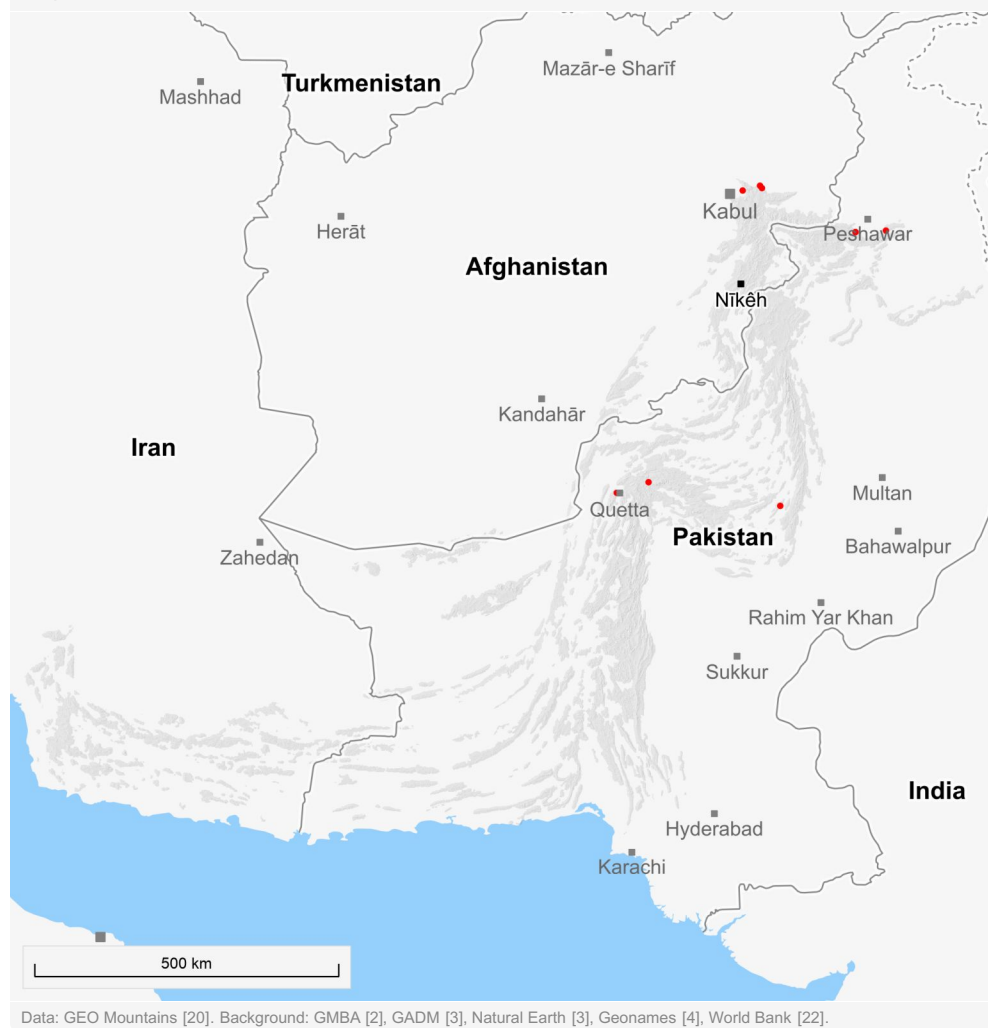 Mazār-e Sharīf
Turkmenistan
Mashhad
Kabul
Herāt
Peshawar
Afghanistan
Nīkêh
Kandahār
Iran
Multan
Quetta
Pakistan
Bahawalpur
Zahedan
Rahim Yar Khan
Sukkur
India
Hyderabad
Karachi
500 km
Data: GEO Mountains [20]. Background: GMBA [2], GADM [3], Natural Earth [3], Geonames [4], World Bank [22].